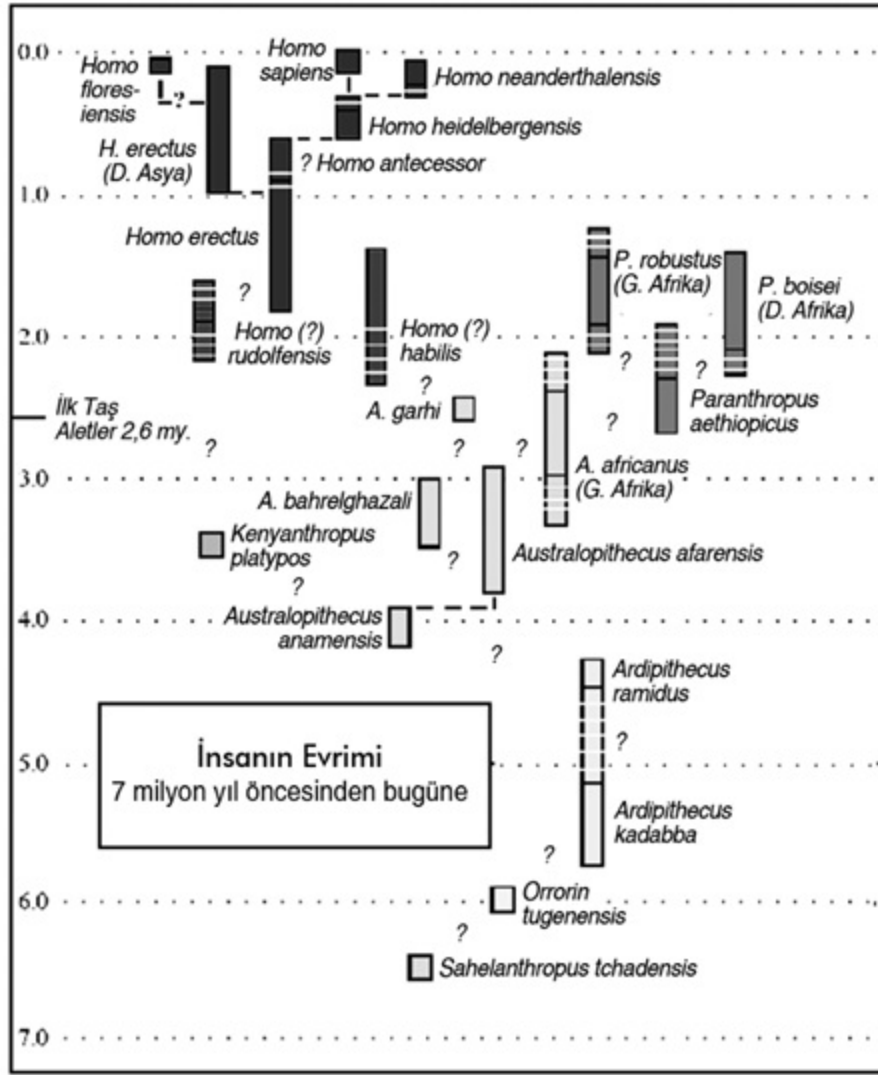 0.0
Homo
flores-
iensis
?
Homo
sapiens
Homo neanderthalensis
Homo heidelbergensis
H. erectus
(D. Asya)
? Homo antecessor
1.0
Homo erectus
?
P. robustus
(G. Afrika)
P. boisei
(D. Afrika)
2.0
Homo (?)
rudolfensis
Homo (?)
habilis
?
?
?
Paranthropus
aethiopicus
İlk Taş
Aletler 2,6 my.
A. garhi
?
?
?
?
3.0
A. africanus
(G. Afrika)
A. bahrelghazali
Kenyanthropus
platypos
Australopithecus afarensis
?
?
4.0
Australopithecus
anamensis
?
Ardipithecus
ramidus
İnsanın Evrimi
7 milyon yıl öncesinden bugüne
?
5.0
Ardipithecus
kadabba
?
6.0
Orrorin
tugenensis
?
Sahelanthropus tchadensis
7.0